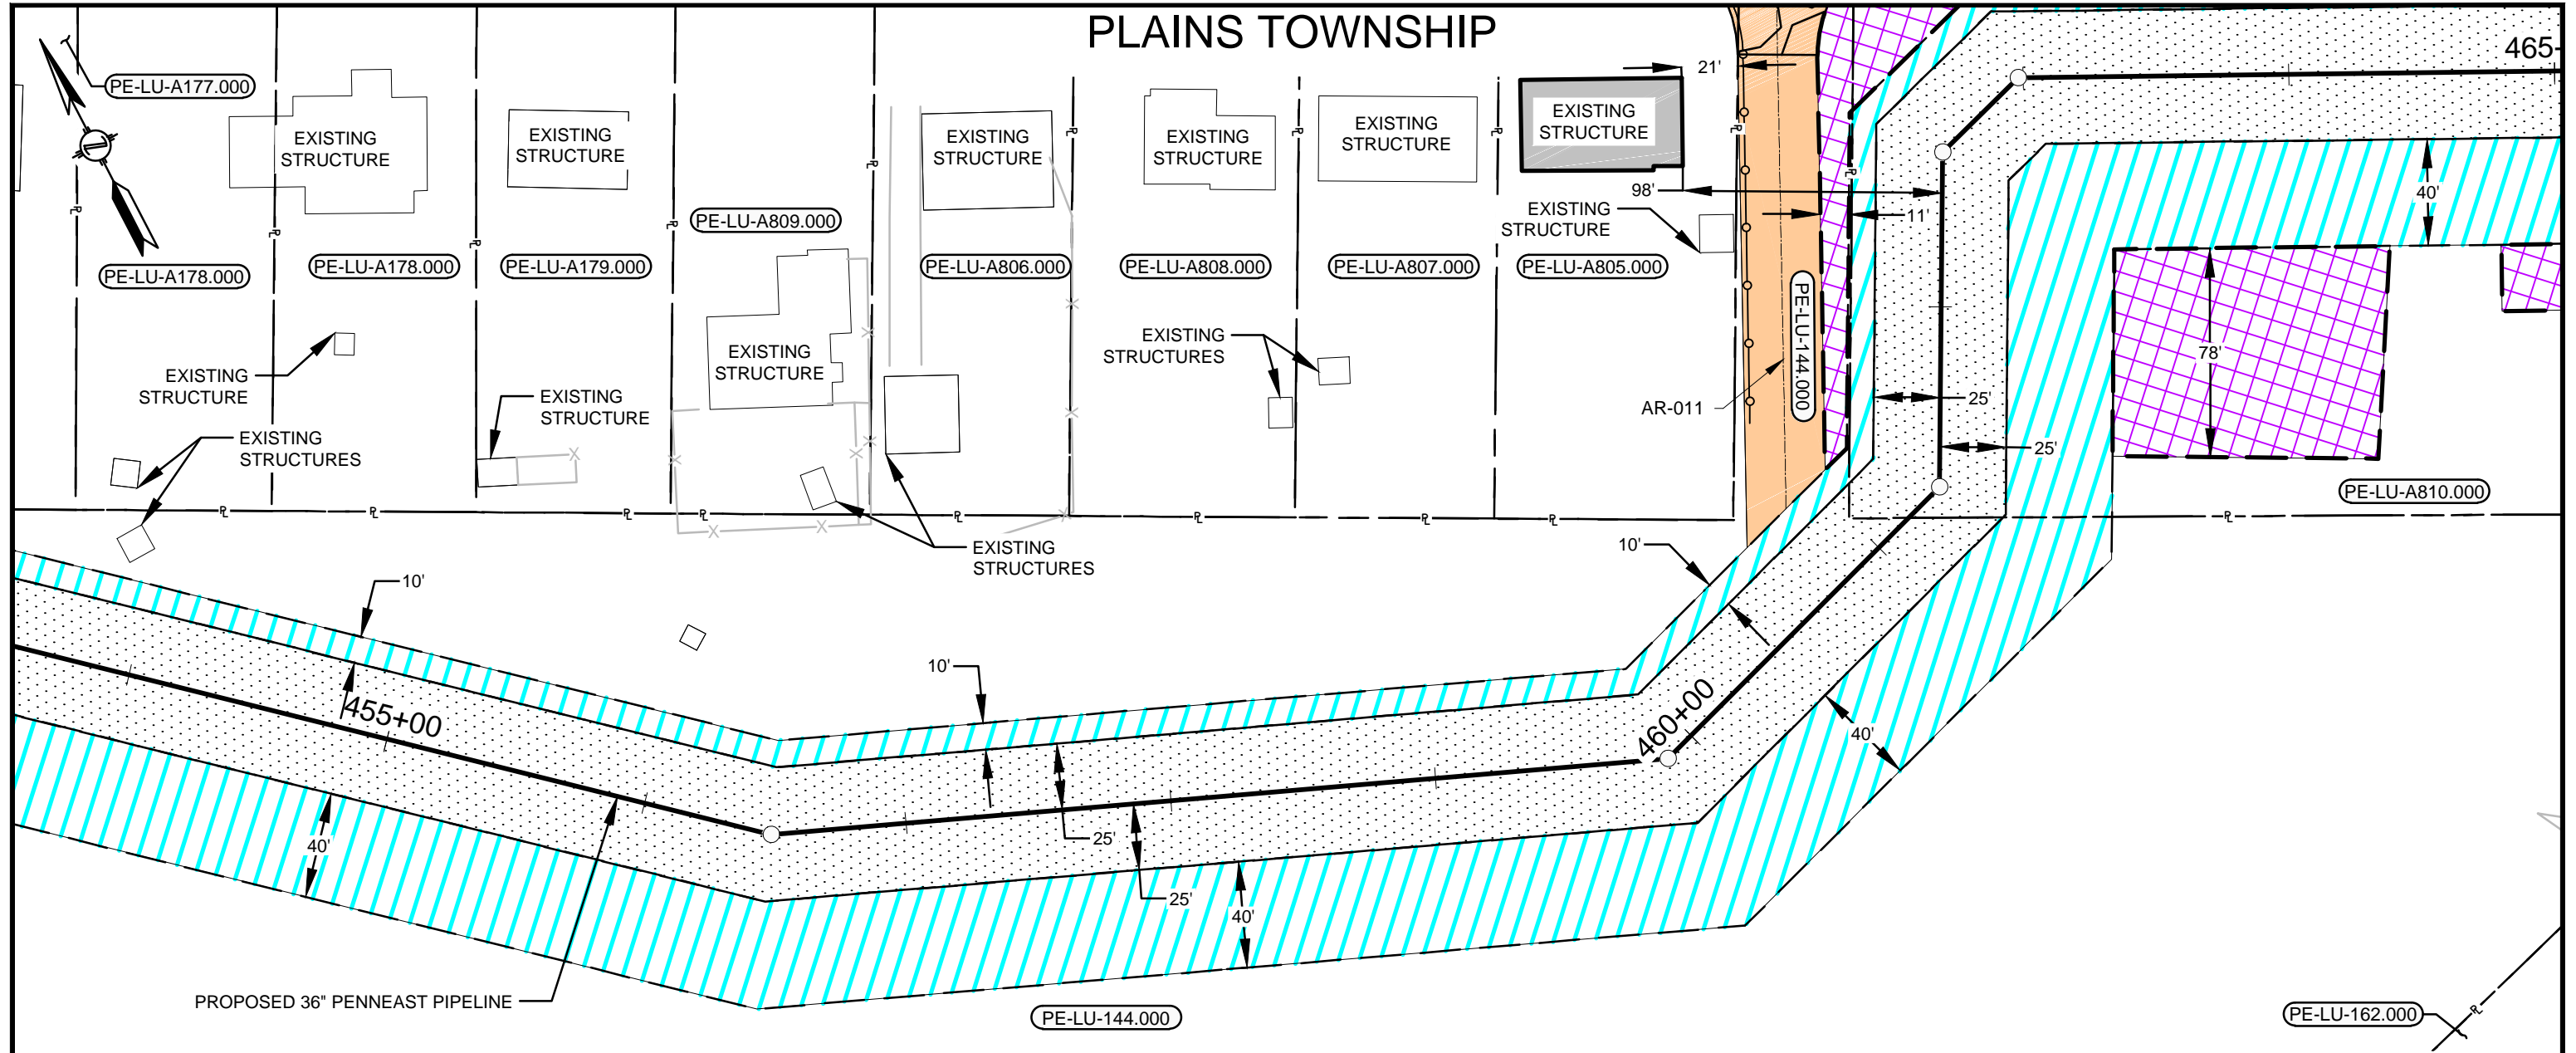 PLAINS TOWNSHIP
465
PE-LU-A177.000
21'
EXISTING
STRUCTURE
EXISTING
STRUCTURE
EXISTING
STRUCTURE
EXISTING
STRUCTURE
EXISTING
STRUCTURE
EXISTING
STRUCTURE
98'
40'
PE-LU-A809.000
EXISTING
STRUCTURE
11'
PE-LU-A178.000
PE-LU-A178.000
PE-LU-A179.000
PE-LU-A806.000
PE-LU-A808.000
PE-LU-A807.000
PE-LU-A805.000
PE-LU-144.000
EXISTING
STRUCTURE
EXISTING
STRUCTURES
78'
EXISTING
STRUCTURE
EXISTING
STRUCTURE
AR-011
25'
EXISTING
STRUCTURES
25'
PE-LU-A810.000
EXISTING
STRUCTURES
10'
10'
10'
455+00
460+00
40'
25'
40'
25'
40'
PROPOSED 36" PENNEAST PIPELINE
PE-LU-144.000
PE-LU-162.000